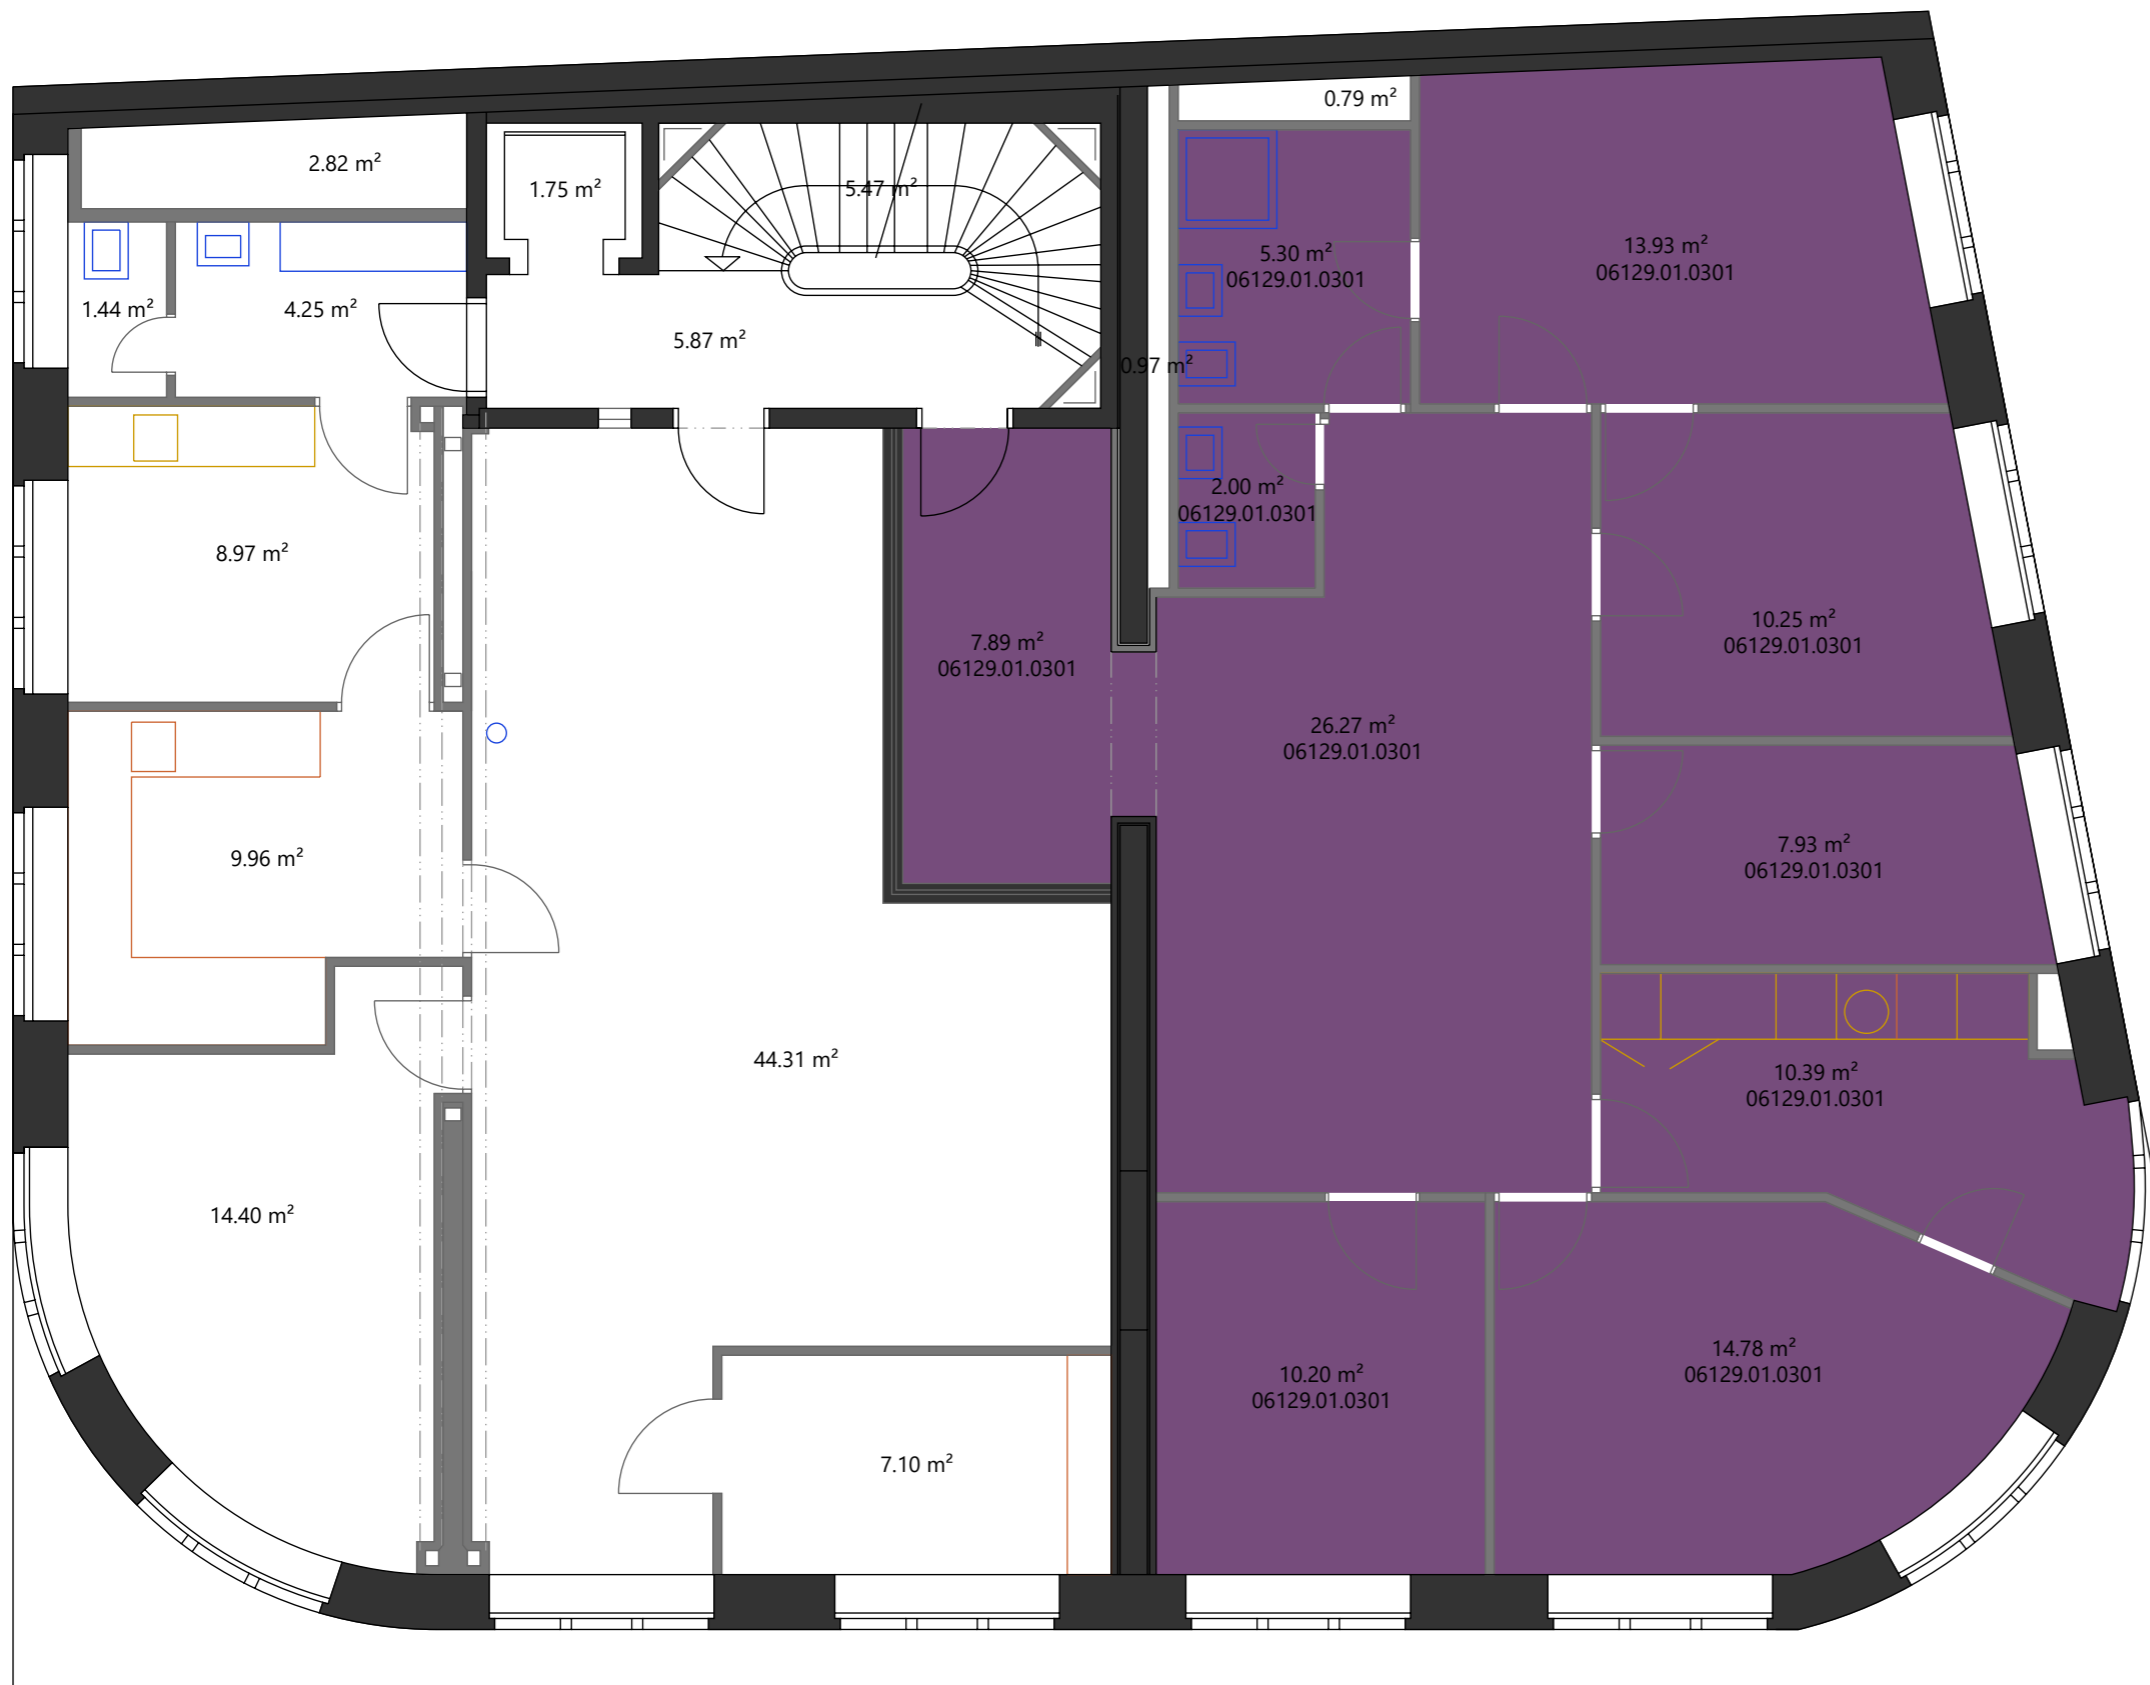 0.79 m²
2.82 m²
1.75 m²
5.47 m²
5.30 m²
06129.01.0301
13.93 m²
06129.01.0301
1.44 m²
4.25 m²
5.87 m²
0.97 m²
2.00 m²
06129.01.0301
8.97 m²
7.89 m²
06129.01.0301
10.25 m²
06129.01.0301
26.27 m²
06129.01.0301
9.96 m²
7.93 m²
06129.01.0301
44.31 m²
10.39 m²
06129.01.0301
14.40 m²
10.20 m²
06129.01.0301
14.78 m²
06129.01.0301
7.10 m²